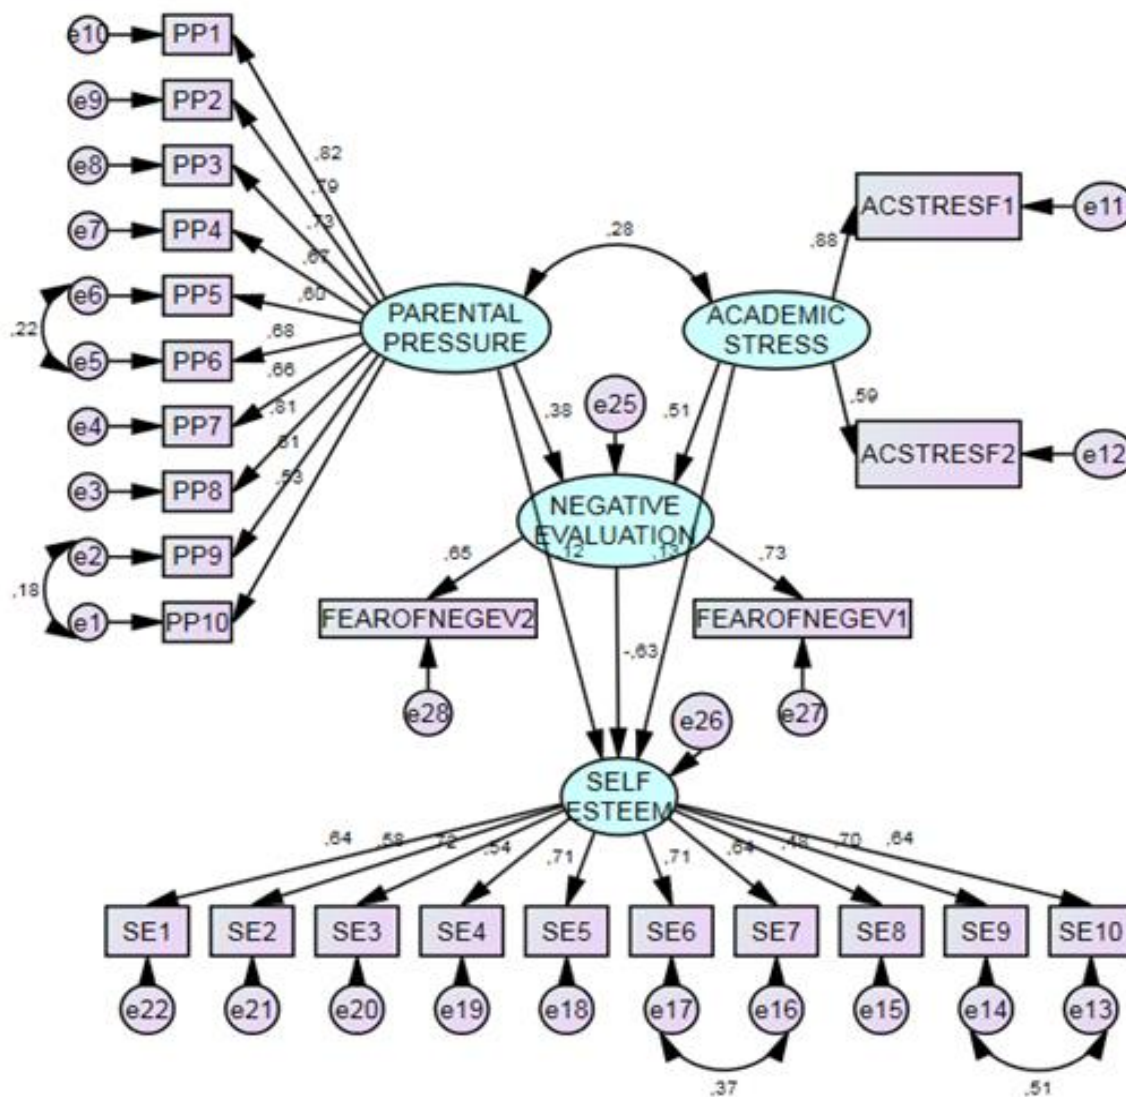 e10
PP1
e9
PP2
,82
e8
PP3
,79
e7
PP4
,73
,67
e6
PP5
,60
,22
e5
PP6
,68
,66
e4
PP7
,81
,81
e3
PP8
,53
e2
PP9
,18
e1
PP10
PARENTAL
PRESSURE
,28
ACADEMIC
STRESS
,88
ACSTRESF1
e11
,59
ACSTRESF2
e12
,38
e25
,51
NEGATIVE
EVALUATION
,12
,13
,65
,73
FEAROFNEGEV2
FEAROFNEGEV1
e28
e27
-,63
e26
SELF
ESTEEM
,64
,58
,72
,54
,71
,71
,64
,48
,70
,64
SE1
SE2
SE3
SE4
SE5
SE6
SE7
SE8
SE9
SE10
e22
e21
e20
e19
e18
e17
e16
e15
e14
e13
,37
,51